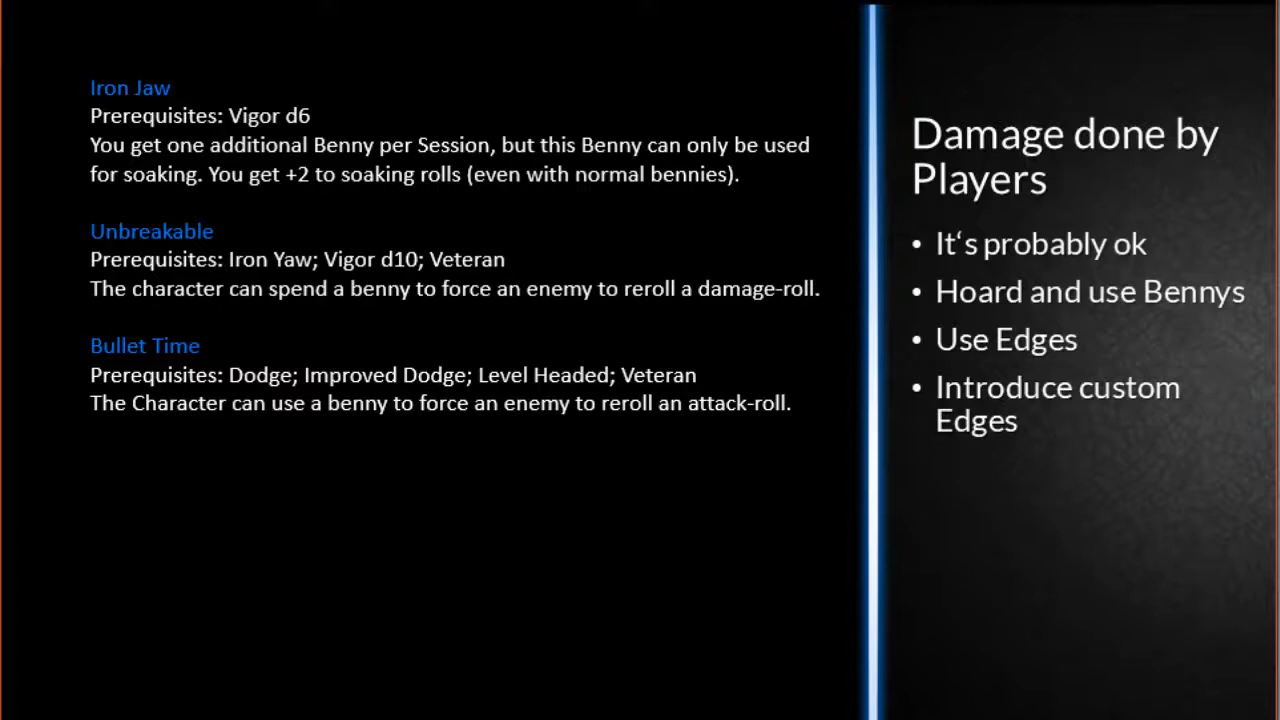 Iron Jaw
Prerequisites: Vigor d6
You get one additional Benny per Session, but this Benny can only be used
for soaking. You get +2 to soaking rolls (even with normal bennies).
Unbreakable
Prerequisites: Iron Yaw; Vigor d10; Veteran
The character can spend a benny to force an enemy to reroll a damage-roll.
Bullet Time
Prerequisites: Dodge; Improved Dodge; Level Headed; Veteran
The Character can use a benny to force an enemy to reroll an attack-roll.
Damage done by
Players
• It‘s probably ok
• Hoard and use Bennys
• Use Edges
• Introduce custom
Edges